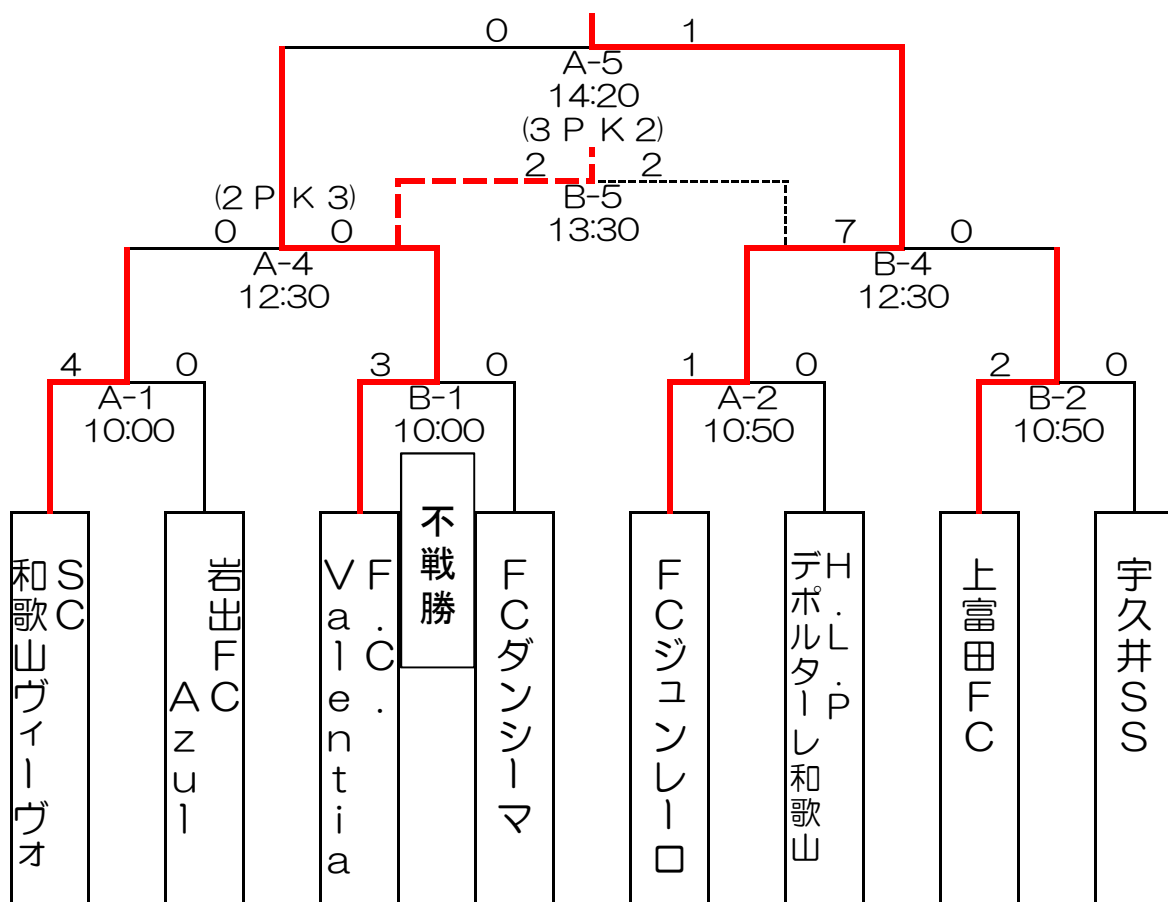 0
1
A-5
14:20
(3 P K 2)
2
2
B-5
13:30
(2 P K 3)
0
0
A-4
12:30
7
0
B-4
12:30
4
0
A-1
10:00
3
0
B-1
10:00
1
0
A-2
10:50
2
0
B-2
10:50
SC
和歌山ヴィーヴォ
岩出FC
Azul
F.C.
Valentia
不戦勝
FCダンシーマ
FCジュンレーロ
H.L.P
デポルターレ和歌山
上富田FC
宇久井SS